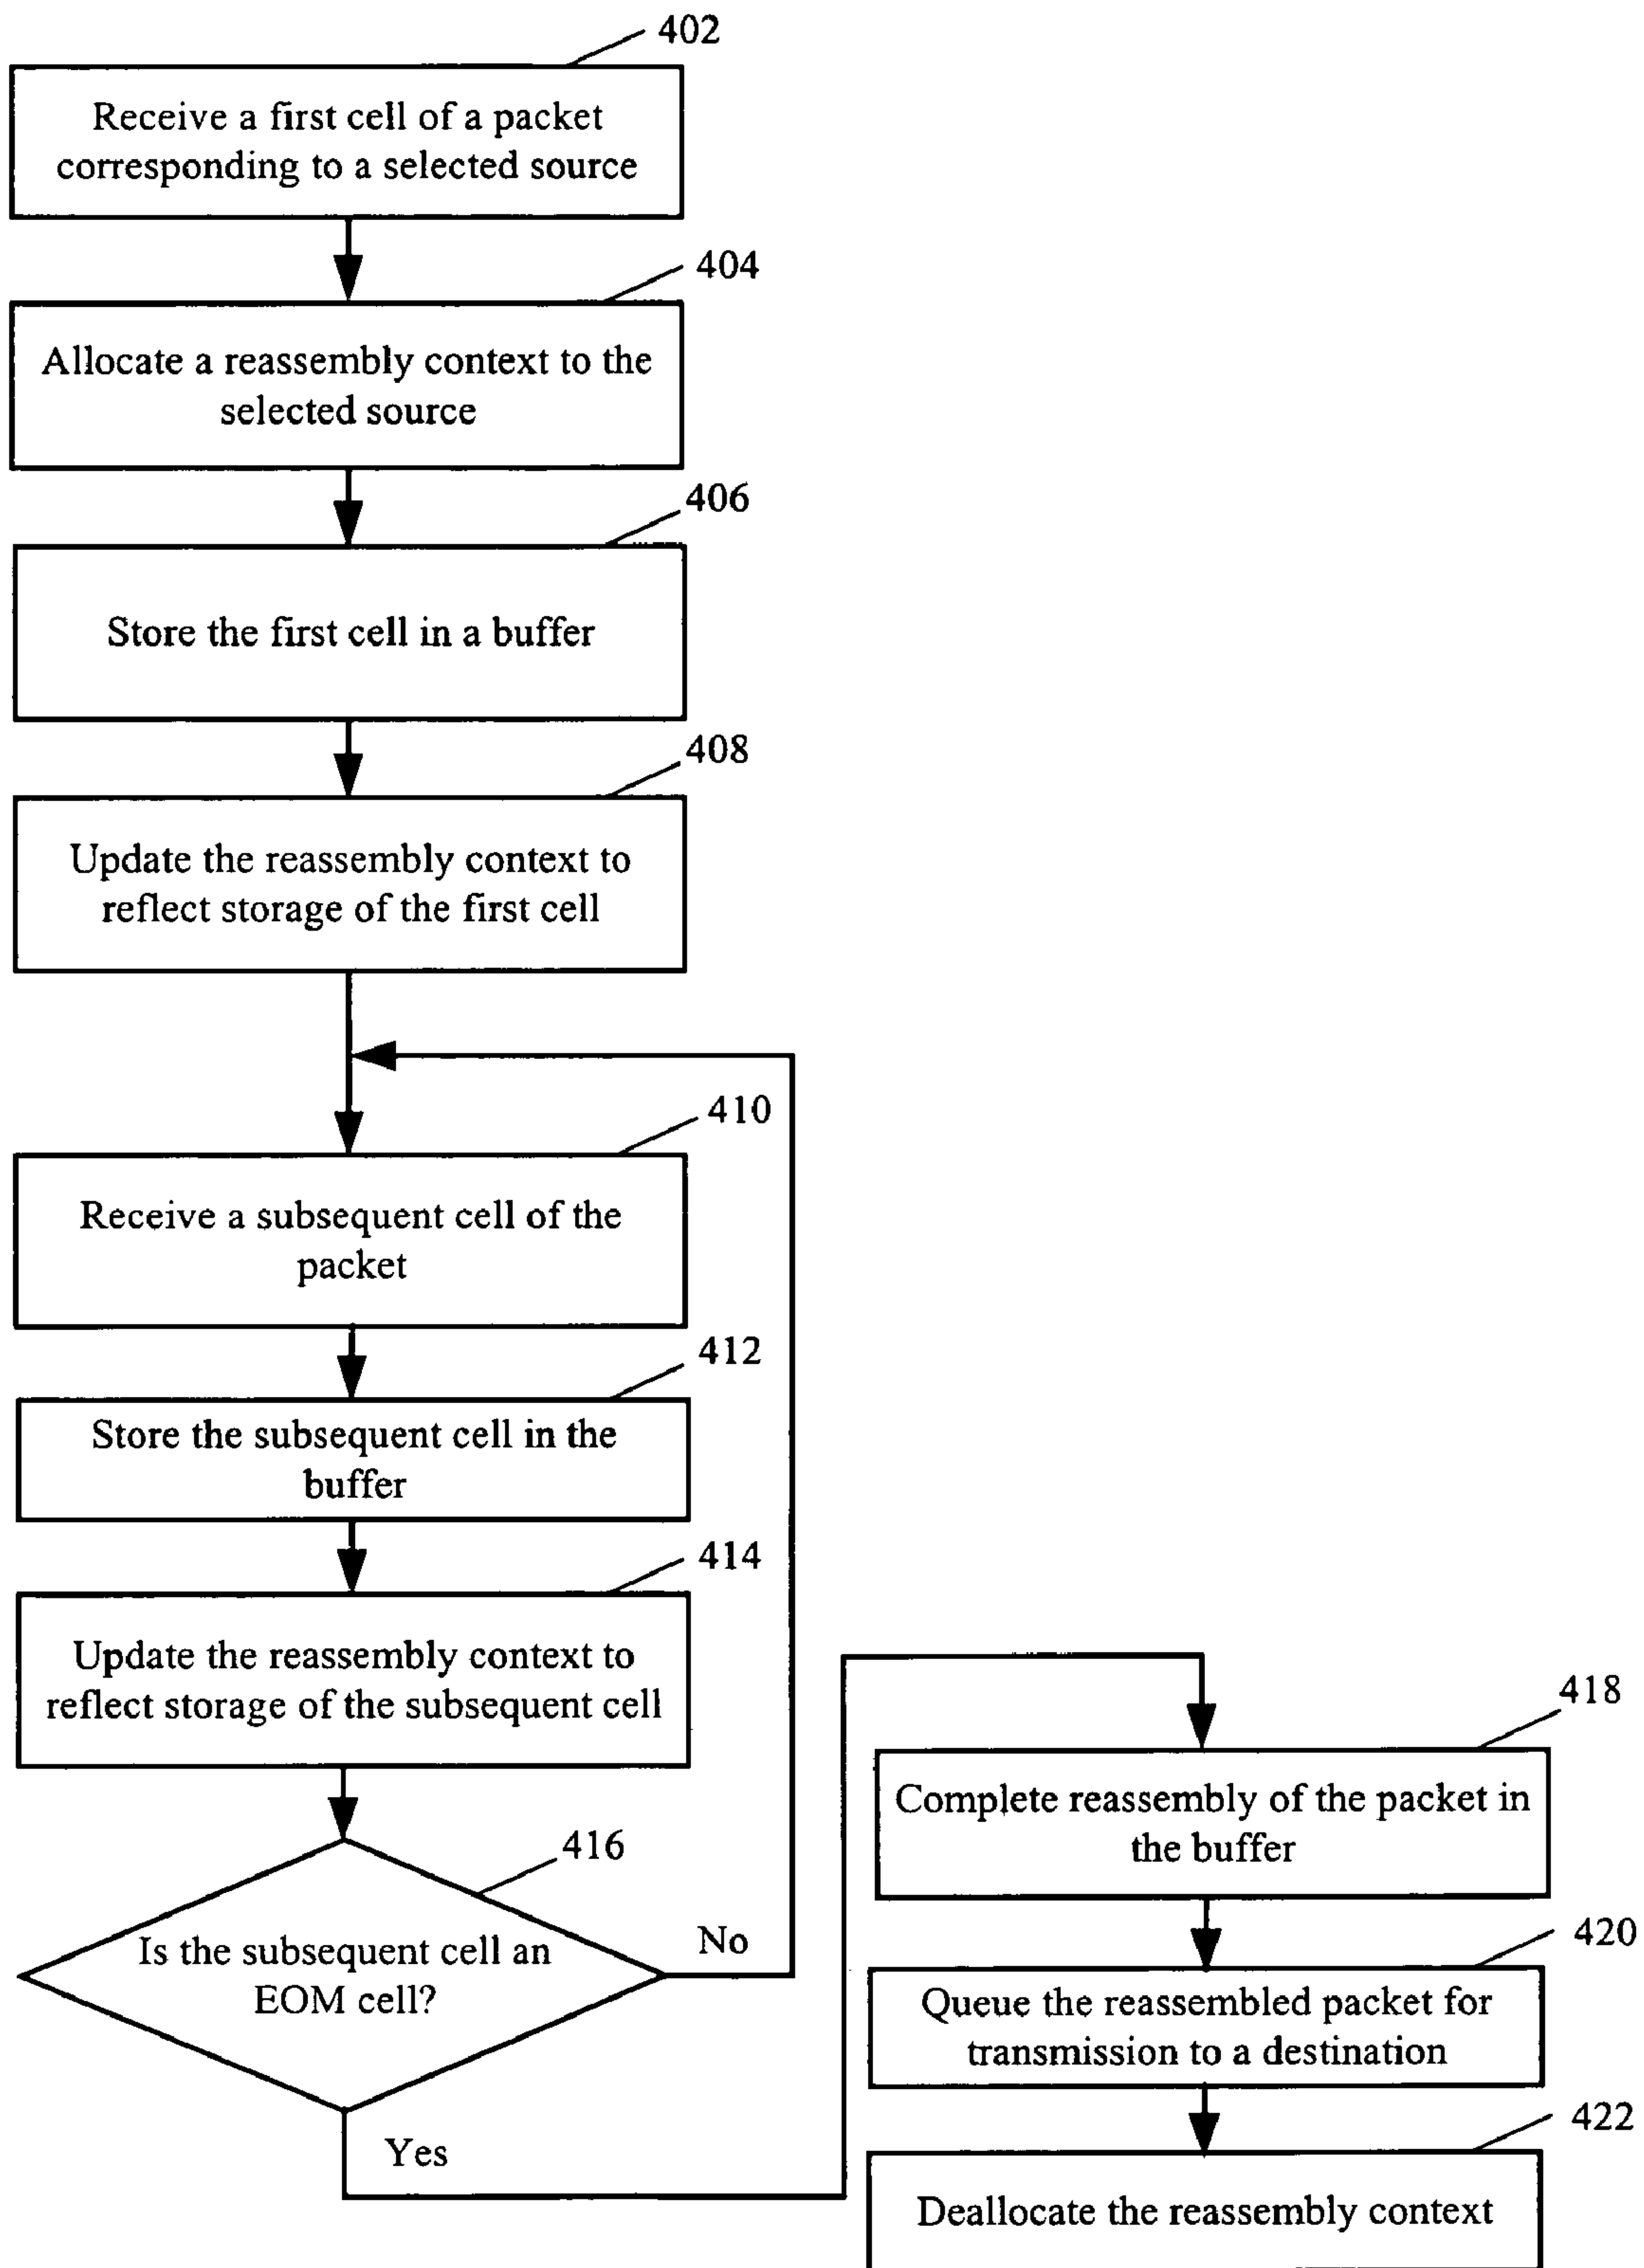 402
Receive a first cell of a packet
corresponding to a selected source
404
Allocate a reassembly context to the
selected source
406
Store the first cell in a buffer
408
Update the reassembly context to
reflect storage of the first cell
410
Receive a subsequent cell of the
packet
412
Store the subsequent cell in the
buffer
414
Update the reassembly context to
reflect storage of the subsequent cell
416
Is the subsequent cell an
EOM cell?
No
Yes
418
Complete reassembly of the packet in
the buffer
420
Queue the reassembled packet for
transmission to a destination
422
Deallocate the reassembly context